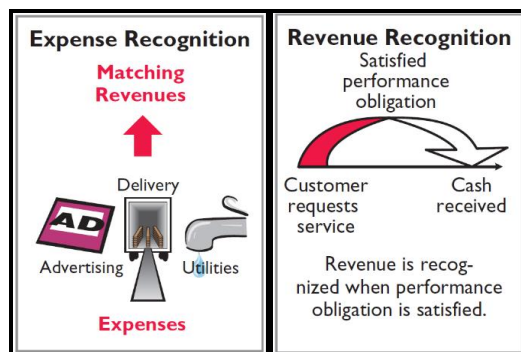 Expense Recognition
Matching
Revenues
Delivery
AD
Advertising
Utilities
Expenses
Revenue Recognition
Satisfied
performance
obligation
Customer
requests
service
Cash
received
Revenue is recog-
nized when performance
obligation is satisfied.